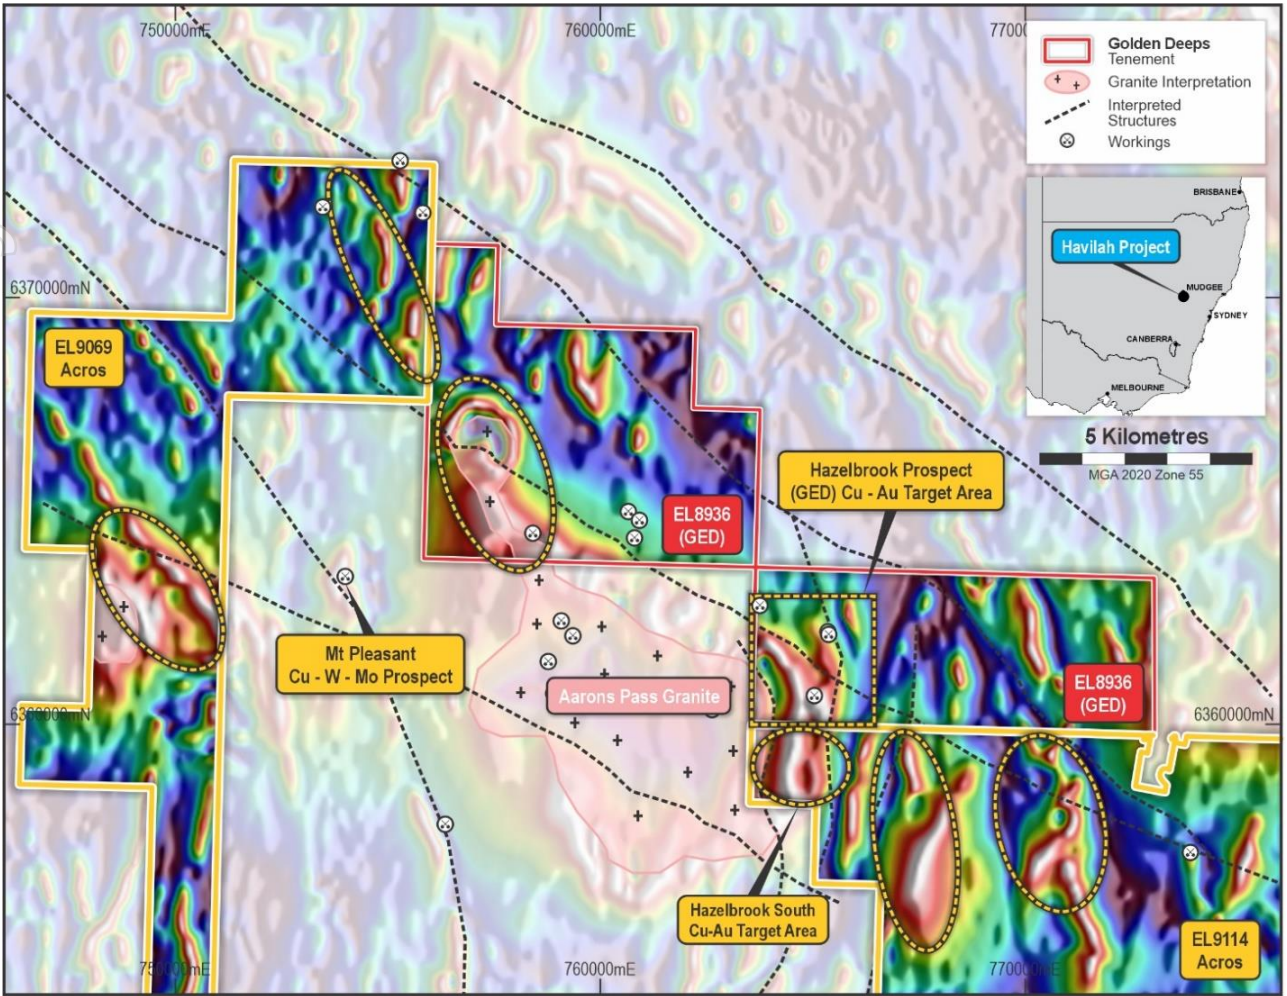 750000mE
760000mE
7700
Golden Deeps
Tenement
Granite Interpretation
Interpreted
Structures
Workings
BRISBANE
Havilah Project
MUDGEE
SYDNEY
CANBERRA
MELBOURNE
6370000mN
5 Kilometres
MGA 2020 Zone 55
EL9069
Acros
Hazelbrook Prospect
(GED) Cu - Au Target Area
EL8936
(GED)
Mt Pleasant
Cu - W - Mo Prospect
Aarons Pass Granite
EL8936
(GED)
6360000mN
6360000mN
Hazelbrook South
Cu-Au Target Area
EL9114
Acros
750000mE
760000mE
770000mE